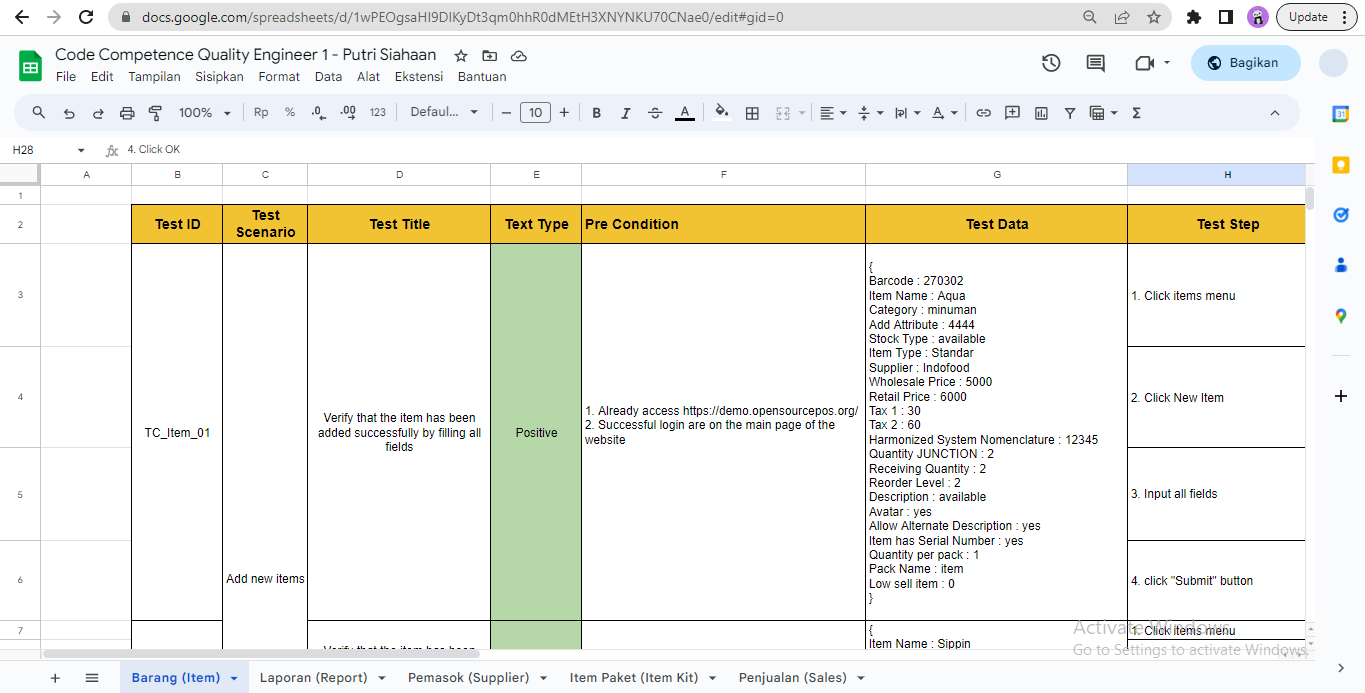 docs.google.com/spreadsheets/d/1wPEOgsaHI9DIKyDt3qm0hhR0dMEtH3XNYNKU70CNae0/edit#gid=0
Update
Code Competence Quality Engineer 1 - Putri Siahaan
File Edit Tampilan Sisipkan Format Data Alat Ekstensi Bantuan
Bagikan
100% Rp % .0 .00 123 Defaul... 10 B I S A
H28 fx 4. Click OK
A B C D E F G H
1
2 Test ID Test Scenario Test Title Text Type Pre Condition Test Data Test Step
3
4
5
6
7
TC_Item_01
Add new items
Verify that the item has been
added successfully by filling all
fields
Positive
1. Already access https://demo.opensourcepos.org/
2. Successful login are on the main page of the
website
{
Barcode : 270302
Item Name : Aqua
Category : minuman
Add Attribute : 4444
Stock Type : available
Item Type : Standar
Supplier : Indofood
Wholesale Price : 5000
Retail Price : 6000
Tax 1 : 30
Tax 2 : 60
Harmonized System Nomenclature : 12345
Quantity JUNCTION : 2
Receiving Quantity : 2
Reorder Level : 2
Description : available
Avatar : yes
Allow Alternate Description : yes
Item has Serial Number : yes
Quantity per pack : 1
Pack Name : item
Low sell item : 0
}
1. Click items menu
2. Click New Item
3. Input all fields
4. click "Submit" button
Verify that the item has been
{
Item Name : Sippin
1. Click items menu
Activate Windows
Go to Settings to activate Windows.
Barang (Item) Laporan (Report) Pemasok (Supplier) Item Paket (Item Kit) Penjualan (Sales)
31